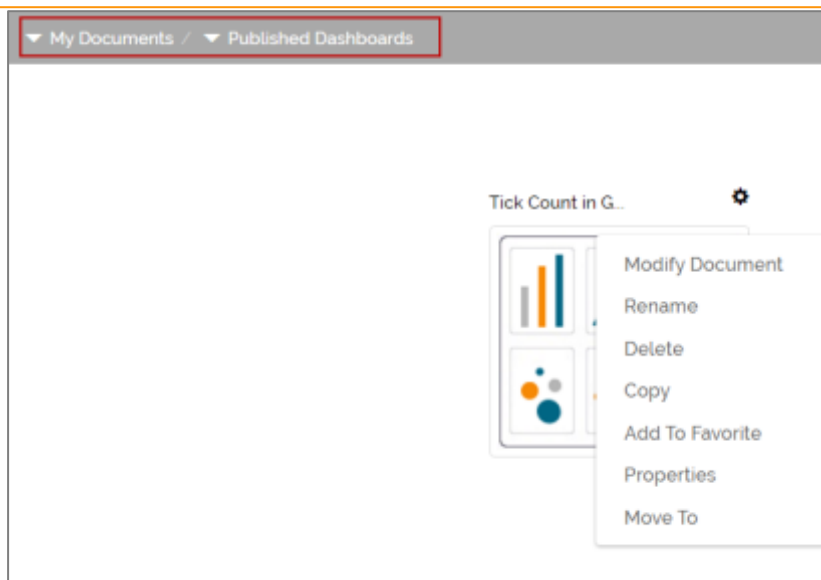 My Documents / Published Dashboards
Tick Count in G...
Modify Document
Rename
Delete
Copy
Add To Favorite
Properties
Move To